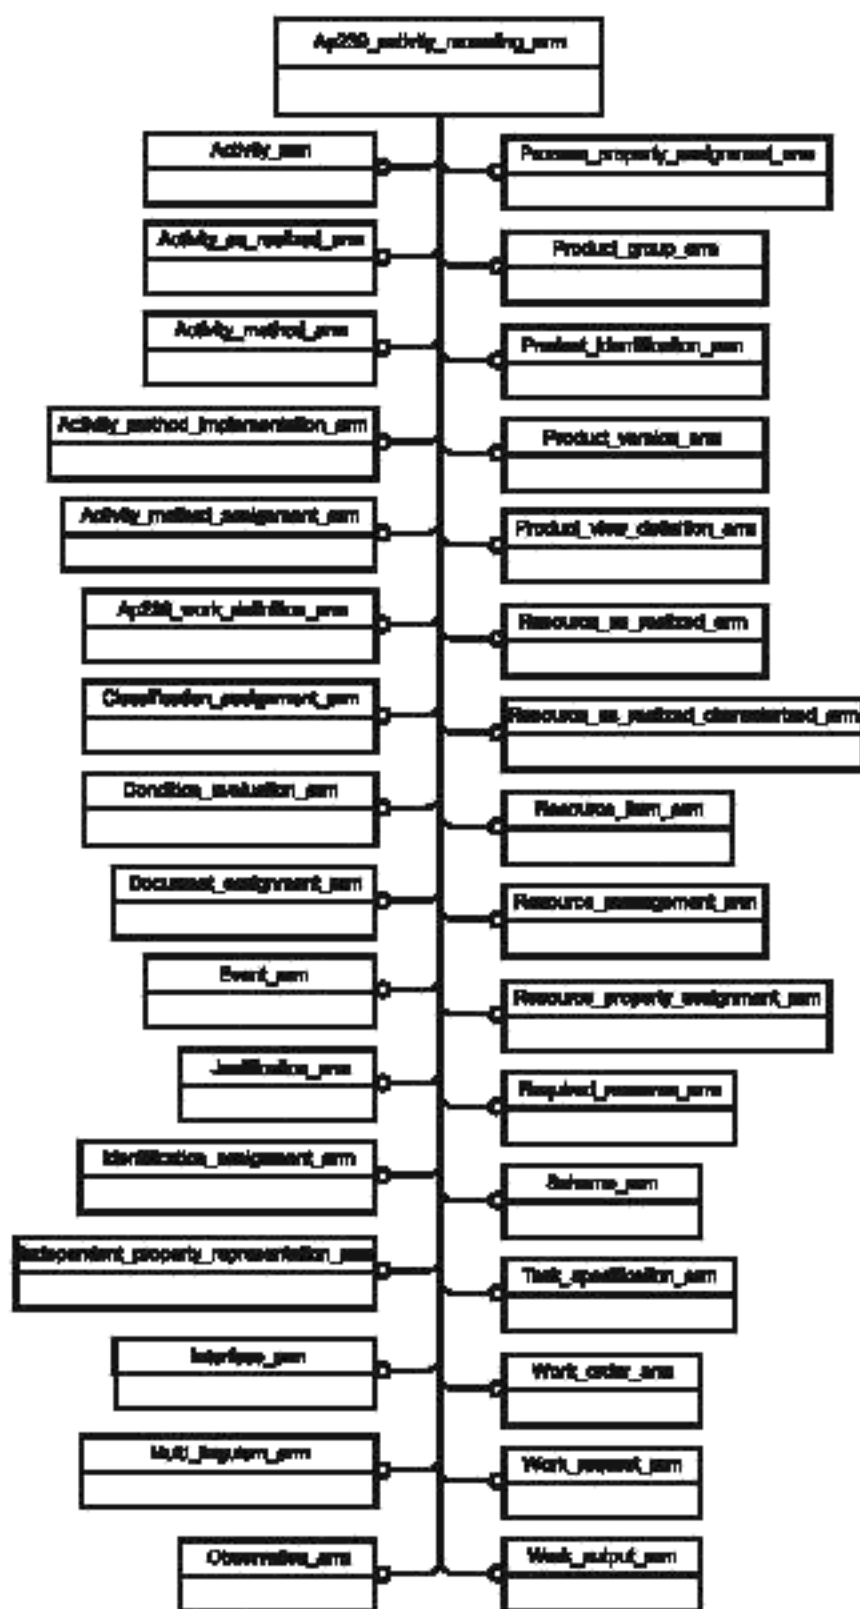 Ap239_activity_recording_arm
Activity_arm
Activity_as_realized_arm
Activity_method_arm
Activity_method_implementation_arm
Activity_method_assignment_arm
Ap239_work_definition_arm
Classification_assignment_arm
Condition_evaluation_arm
Document_assignment_arm
Event_arm
Justification_arm
Identification_assignment_arm
Independent_property_representation_arm
Interface_arm
Multi_linguism_arm
Observation_arm
Process_property_assignment_arm
Product_group_arm
Product_identification_arm
Product_version_arm
Product_view_definition_arm
Resource_as_realized_arm
Resource_as_realized_characterized_arm
Resource_item_arm
Resource_management_arm
Resource_property_assignment_arm
Required_resource_arm
Scheme_arm
Task_specification_arm
Work_order_arm
Work_request_arm
Work_output_arm